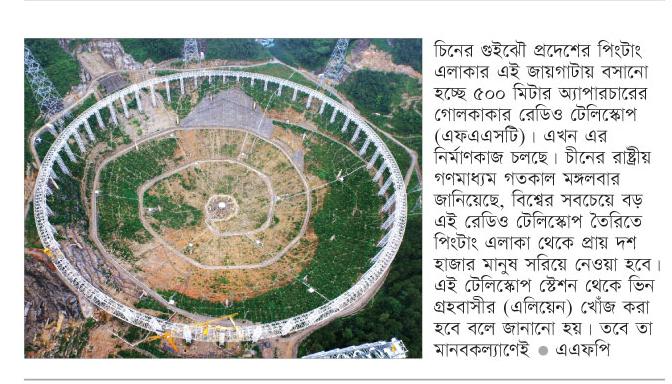 চিনের গুইঝৌ প্রদেশের পিংটাং
এলাকার এই জায়গাটায় বসানো
হচ্ছে ৫০০ মিটার অ্যাপারচারের
গোলকাকার রেডিও টেলিস্কোপ
(এফএএসটি)। এখন এর
নির্মাণকাজ চলছে। চীনের রাষ্ট্রীয়
গণমাধ্যম গতকাল মঙ্গলবার
জানিয়েছে, বিশ্বের সবচেয়ে বড়
এই রেডিও টেলিস্কোপ তৈরিতে
পিংটাং এলাকা থেকে প্রায় দশ
হাজার মানুষ সরিয়ে নেওয়া হবে।
এই টেলিস্কোপ স্টেশন থেকে ভিন
গ্রহবাসীর (এলিয়েন) খোঁজ করা
হবে বলে জানানো হয়। তবে তা
মানবকল্যাণেই ● এএফপি